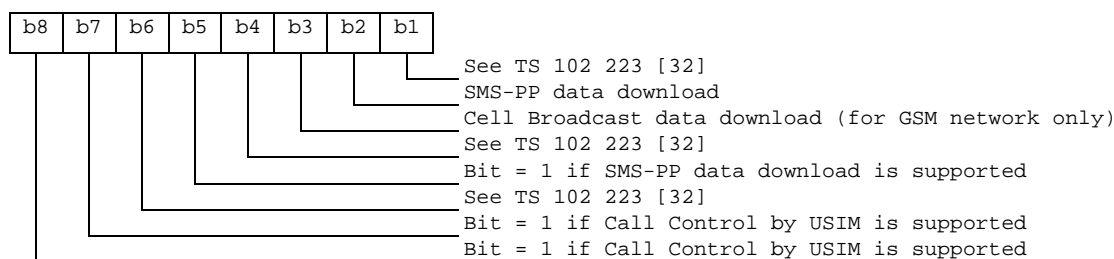 b8 b7 b6 b5 b4 b3 b2 b1
See TS 102 223 [32]
SMS-PP data download
Cell Broadcast data download (for GSM network only)
See TS 102 223 [32]
Bit = 1 if SMS-PP data download is supported
See TS 102 223 [32]
Bit = 1 if Call Control by USIM is supported
Bit = 1 if Call Control by USIM is supported